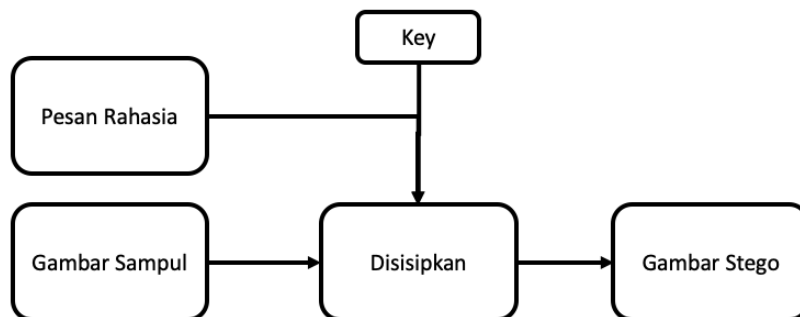 Key
Pesan Rahasia
Gambar Sampul
Disisipkan
Gambar Stego